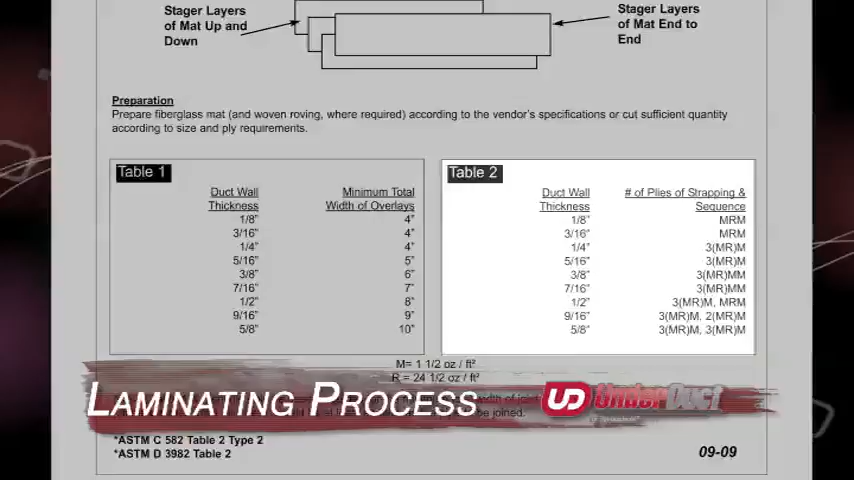 Stager Layers
of Mat Up and
Down
Stager Layers
of Mat End to
End
Preparation
Prepare fiberglass mat (and woven roving, where required) according to the vendor's specifications or cut sufficient quantity
according to size and ply requirements.
Table 1
Duct Wall Minimum Total
Thickness Width of Overlays
1/8" 4"
3/16" 4"
1/4" 4"
5/16" 5"
3/8" 6"
7/16" 7"
1/2" 8"
9/16" 9"
5/8" 10"
Table 2
Duct Wall # of Plies of Strapping &
Thickness Sequence
1/8" MRM
3/16" MRM
1/4" 3(MR)M
5/16" 3(MR)M
3/8" 3(MR)MM
7/16" 3(MR)MM
1/2" 3(MR)M, MRM
9/16" 3(MR)M, 2(MR)M
5/8" 3(MR)M, 3(MR)M
M= 1 1/2 oz / ft²
R = 24 1/2 oz / ft²
Laminating Process
UD UnderDuct
be joined.
*ASTM C 582 Table 2 Type 2
*ASTM D 3982 Table 2
09-09